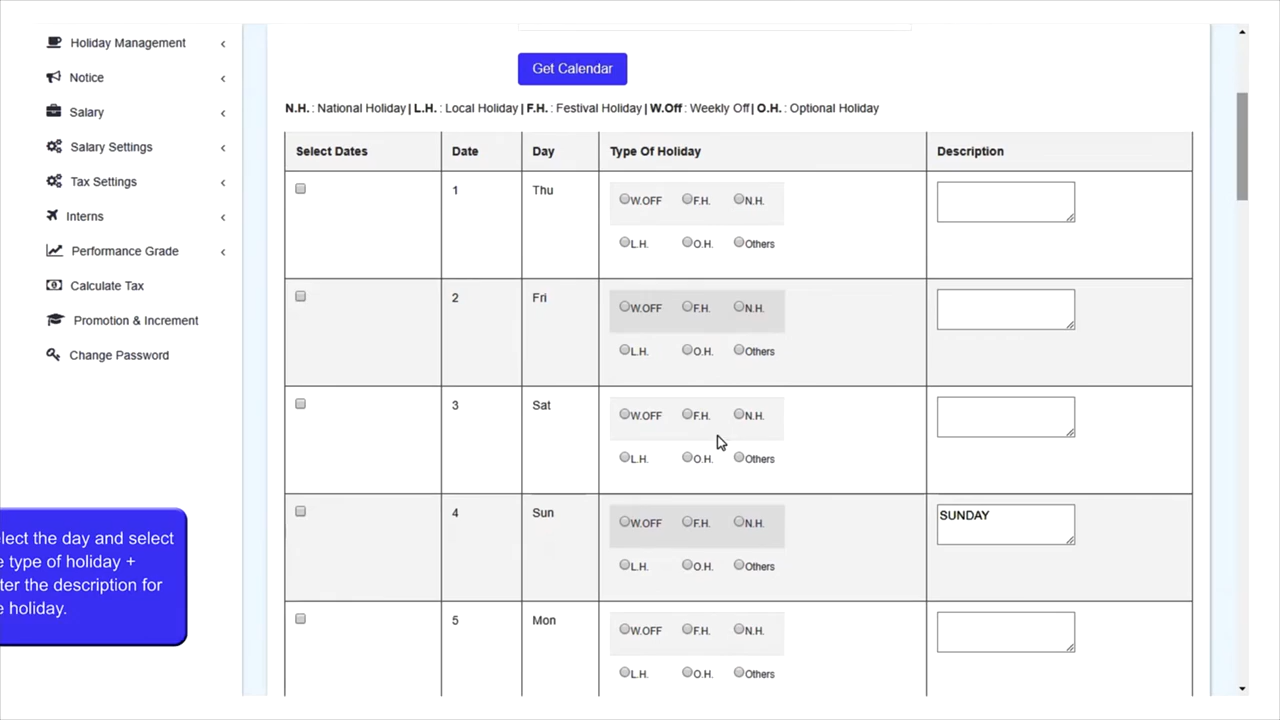 Holiday Management
Notice
Salary
Salary Settings
Tax Settings
Interns
Performance Grade
Calculate Tax
Promotion & Increment
Change Password
lect the day and select
e type of holiday +
ter the description for
e holiday.
Get Calendar
N.H. : National Holiday| L.H. : Local Holiday | F.H. : Festival Holiday | W.Off : Weekly Off| O.H. : Optional Holiday
Select Dates Date Day Type Of Holiday Description
1 Thu W.OFF F.H. N.H.
L.H. O.H. Others
2 Fri W.OFF F.H. N.H.
L.H. O.H. Others
3 Sat W.OFF F.H. N.H.
L.H. O.H. Others
4 Sun W.OFF F.H. N.H. SUNDAY
L.H. O.H. Others
5 Mon W.OFF F.H. N.H.
L.H. O.H. Others